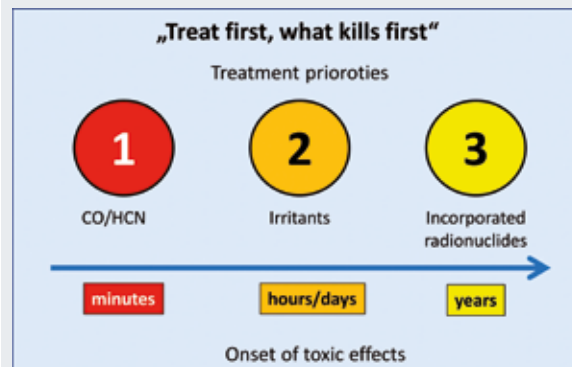 „Treat first, what kills first“
Treatment prioroties
1 2 3
CO/HCN Irritants Incorporated
radionuclides
minutes hours/days years
Onset of toxic effects